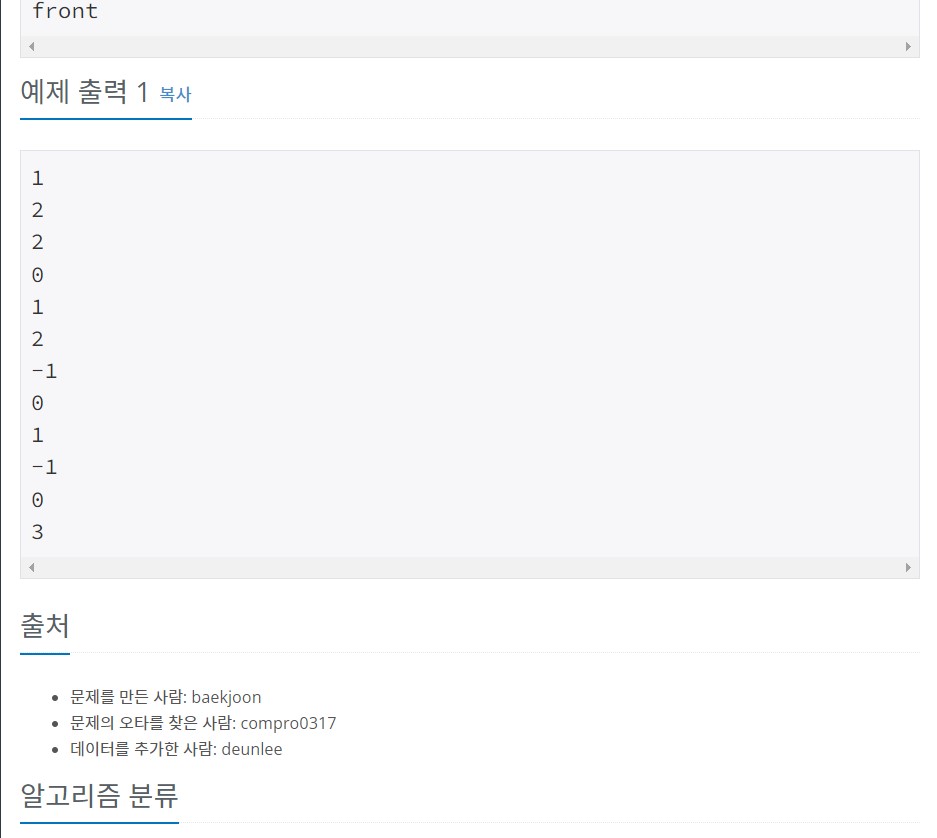 front
예제 출력 1 복사
1
2
2
0
1
2
-1
0
1
-1
0
3
출처
문제를 만든 사람: baekjoon
문제의 오타를 찾은 사람: compro0317
데이터를 추가한 사람: deunlee
알고리즘 분류